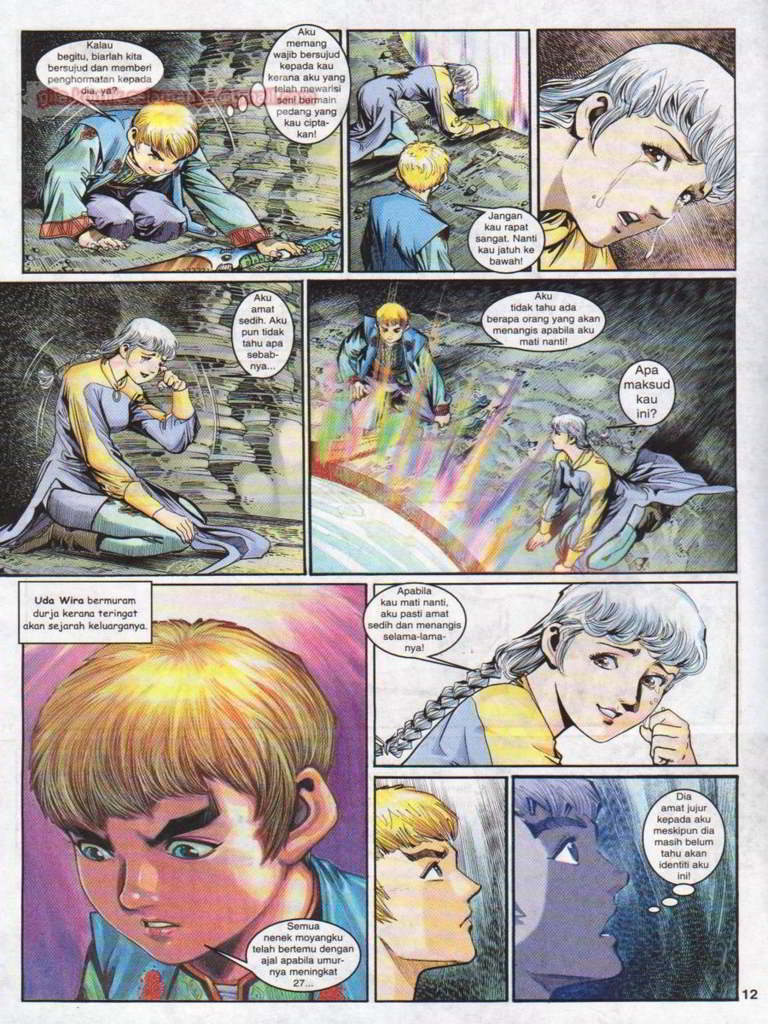 Kalau
begitu, biarlah kita
bersujud dan memberi
penghormatan kepada
dia, ya?
Aku
memang
wajib bersujud
kepada kau
kerana aku yang
telah mewarisi
seni bermain
pedang yang
kau cipta-
kan!
Jangan
kau rapat
sangat. Nanti
kau jatuh ke
bawah!
Aku
amat
sedih. Aku
pun tidak
tahu apa
sebab-
nya...
Aku
tidak tahu ada
berapa orang yang akan
menangis apabila aku
mati nanti!
Apa
maksud
kau
ini?
Uda Wira bermuram
durja kerana teringat
akan sejarah keluarganya.
Semua
nenek moyangku
telah bertemu dengan
ajal apabila umur-
nya meningkat
27...
Apabila
kau mati nanti,
aku pasti amat
sedih dan menangis
selama-lama-
nya!
Dia
amat jujur
kepada aku
meskipun dia
masih belum
tahu akan
identiti aku
ini!
12